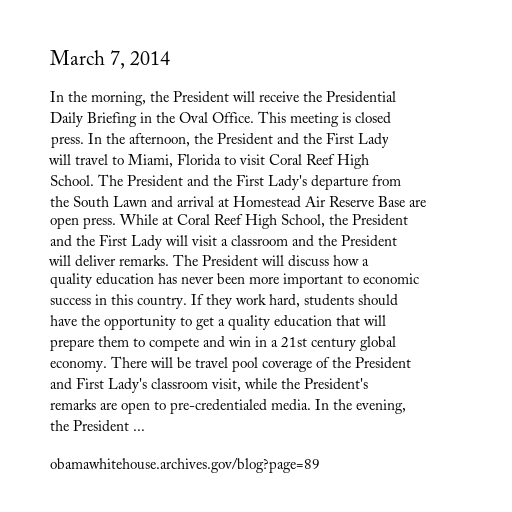 March 7, 2014
In the morning, the President will receive the Presidential
Daily Briefing in the Oval Office. This meeting is closed
press. In the afternoon, the President and the First Lady
will travel to Miami, Florida to visit Coral Reef High
School. The President and the First Lady's departure from
the South Lawn and arrival at Homestead Air Reserve Base are
open press. While at Coral Reef High School, the President
and the First Lady will visit a classroom and the President
will deliver remarks. The President will discuss how a
quality education has never been more important to economic
success in this country. If they work hard, students should
have the opportunity to get a quality education that will
prepare them to compete and win in a 21st century global
economy. There will be travel pool coverage of the President
and First Lady's classroom visit, while the President's
remarks are open to pre-credentialed media. In the evening,
the President ...
obamawhitehouse.archives.gov/blog?page=89